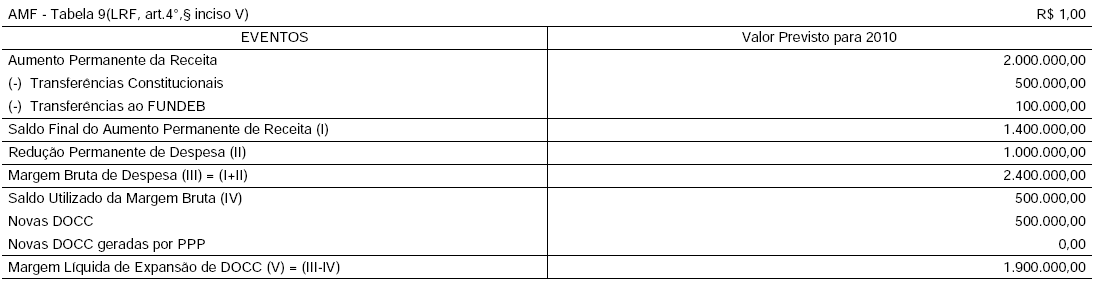 AMF - Tabela 9(LRF, art.4°,§ inciso V) R$ 1,00
EVENTOS Valor Previsto para 2010
Aumento Permanente da Receita 2.000.000,00
(-) Transferências Constitucionais 500.000,00
(-) Transferências ao FUNDEB 100.000,00
Saldo Final do Aumento Permanente de Receita (I) 1.400.000,00
Redução Permanente de Despesa (II) 1.000.000,00
Margem Bruta de Despesa (III) = (I+II) 2.400.000,00
Saldo Utilizado da Margem Bruta (IV) 500.000,00
Novas DOCC 500.000,00
Novas DOCC geradas por PPP 0,00
Margem Líquida de Expansão de DOCC (V) = (III-IV) 1.900.000,00